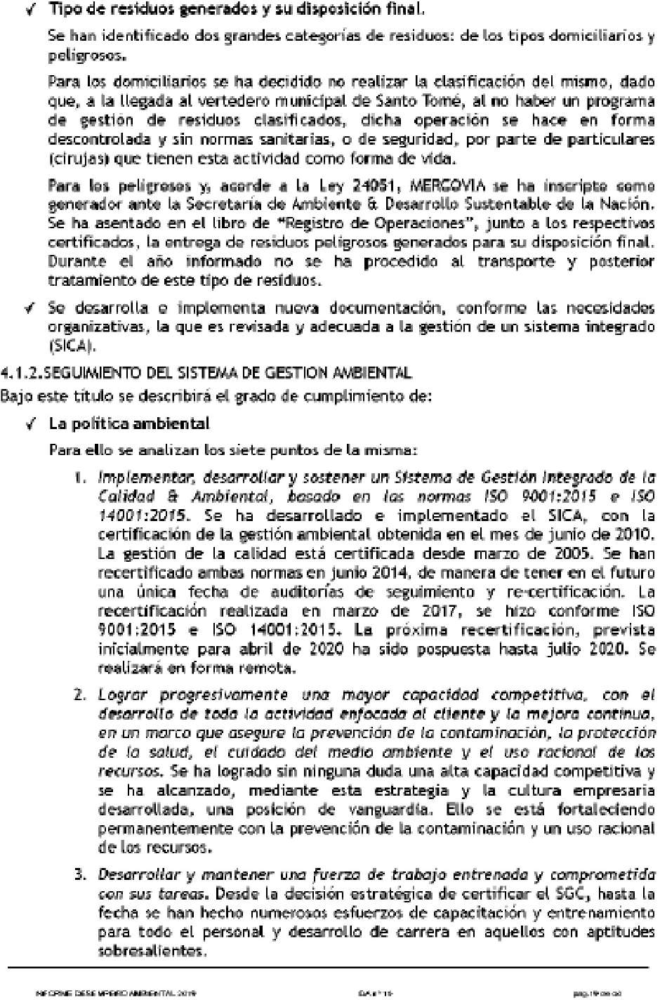 ✓ Tipo de residuos generados y su disposición final.
Se han identificado dos grandes categorías de residuos: de los tipos domiciliarios y
peligrosos.
Para los domiciliarios se ha decidido no realizar la clasificación del mismo, dado
que, a la llegada al vertedero municipal de Santo Tomé, al no haber un programa
de gestión de residuos clasificados, dicha operación se hace en forma
descontrolada y sin normas sanitarias, o de seguridad, por parte de particulares
(cirujas) que tienen esta actividad como forma de vida.
Para los peligrosos y, acorde a la Ley 24051, MERCOVIA se ha inscripto como
generador ante la Secretaría de Ambiente & Desarrollo Sustentable de la Nación.
Se ha asentado en el libro de "Registro de Operaciones", junto a los respectivos
certificados, la entrega de residuos peligrosos generados para su disposición final.
Durante el año informado no se ha procedido al transporte y posterior
tratamiento de este tipo de residuos.
✓ Se desarrolla e implementa nueva documentación, conforme las necesidades
organizativas, la que es revisada y adecuada a la gestión de un sistema integrado
(SICA).
4.1.2.SEGUIMIENTO DEL SISTEMA DE GESTION AMBIENTAL
Bajo este título se describirá el grado de cumplimiento de:
✓ La política ambiental
Para ello se analizan los siete puntos de la misma:
1. Implementar, desarrollar y sostener un Sistema de Gestión Integrado de la
Calidad & Ambiental, basado en las normas ISO 9001:2015 e ISO
14001:2015. Se ha desarrollado e implementado el SICA, con la
certificación de la gestión ambiental obtenida en el mes de junio de 2010.
La gestión de la calidad está certificada desde marzo de 2005. Se han
recertificado ambas normas en junio 2014, de manera de tener en el futuro
una única fecha de auditorías de seguimiento y re-certificación. La
recertificación realizada en marzo de 2017, se hizo conforme ISO
9001:2015 e ISO 14001:2015. La próxima recertificación, prevista
inicialmente para abril de 2020 ha sido pospuesta hasta julio 2020. Se
realizará en forma remota.
2. Lograr progresivamente una mayor capacidad competitiva, con el
desarrollo de toda la actividad enfocada al cliente y la mejora continua,
en un marco que asegure la prevención de la contaminación, la protección
de la salud, el cuidado del medio ambiente y el uso racional de los
recursos. Se ha logrado sin ninguna duda una alta capacidad competitiva y
se ha alcanzado, mediante esta estrategia y la cultura empresaria
desarrollada, una posición de vanguardia. Ello se está fortaleciendo
permanentemente con la prevención de la contaminación y un uso racional
de los recursos.
3. Desarrollar y mantener una fuerza de trabajo entrenada y comprometida
con sus tareas. Desde la decisión estratégica de certificar el SGC, hasta la
fecha se han hecho numerosos esfuerzos de capacitación y entrenamiento
para todo el personal y desarrollo de carrera en aquellos con aptitudes
sobresalientes.
INFORME DESEMPEÑO AMBIENTAL 2019